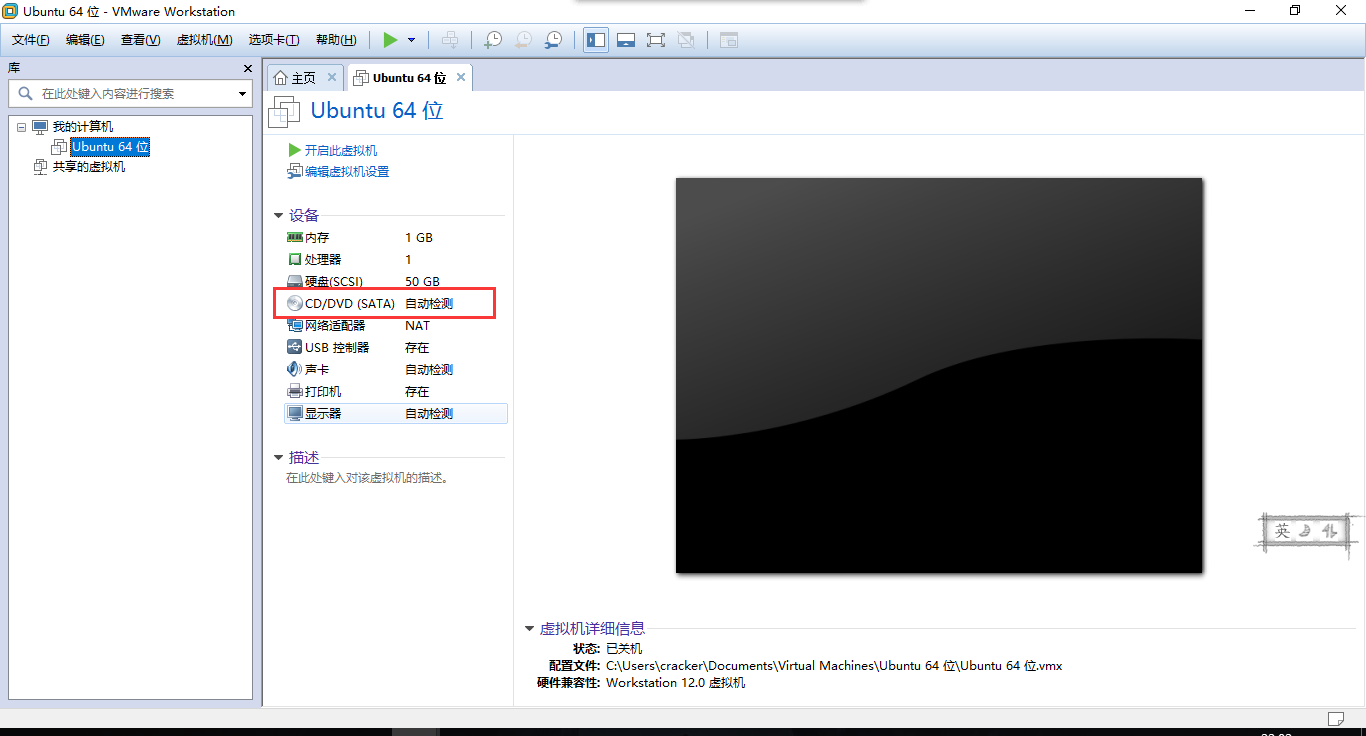 Ubuntu 64 位 - VMware Workstation
文件(F) 编辑(E) 查看(V) 虚拟机(M) 选项卡(T) 帮助(H)
库
在此处键入内容进行搜索
我的计算机
Ubuntu 64 位
共享的虚拟机
主页 Ubuntu 64 位
Ubuntu 64 位
开启此虚拟机
编辑虚拟机设置
设备
内存 1 GB
处理器 1
硬盘(SCSI) 50 GB
CD/DVD (SATA) 自动检测
网络适配器 NAT
USB 控制器 存在
声卡 自动检测
打印机 存在
显示器 自动检测
描述
在此处键入对该虚拟机的描述。
英
虚拟机详细信息
状态: 已关机
配置文件: C:\Users\cracker\Documents\Virtual Machines\Ubuntu 64 位\Ubuntu 64 位.vmx
硬件兼容性: Workstation 12.0 虚拟机